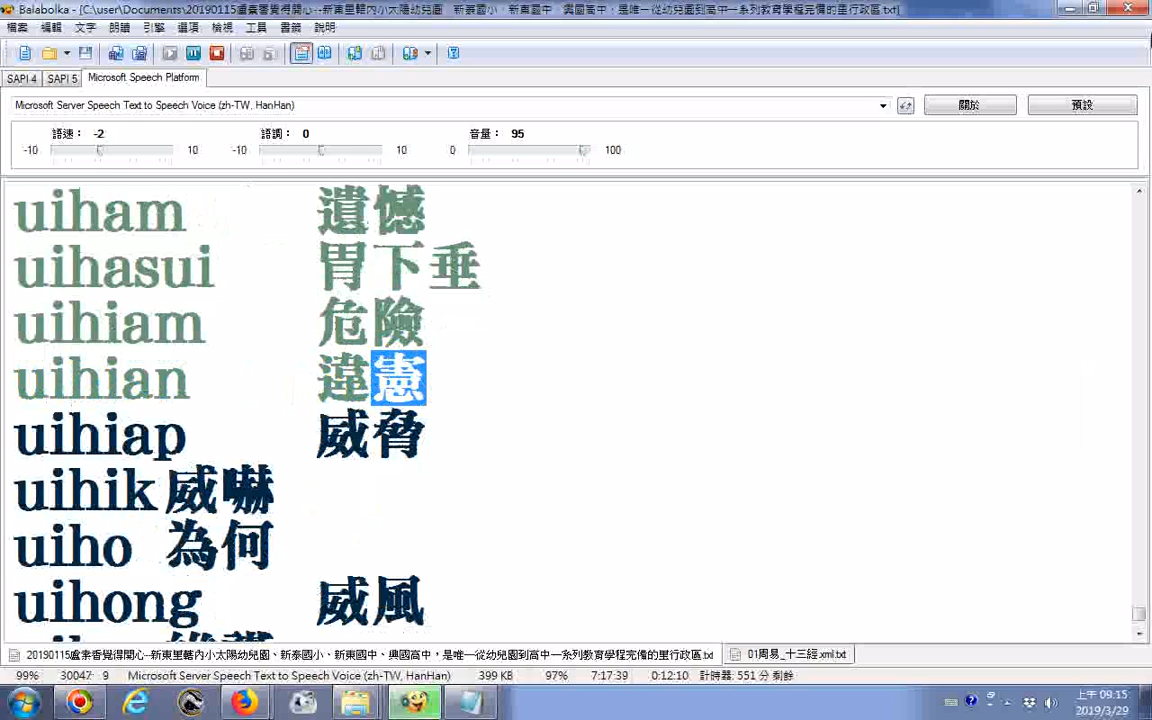 Balabolka - [C:\user\Documents\20190115盧素香覺得開心--新東里轄內小太陽幼兒園、新泰國小、新東國中、興國高中，是唯一從幼兒園到高中一系列教育學程完備的里行政區.txt]
檔案 編輯 文字 朗讀 引擎 選項 檢視 工具 書籤 說明
SAPI 4 SAPI 5 Microsoft Speech Platform
Microsoft Server Speech Text to Speech Voice (zh-TW, HanHan) 關於 預設
語速： -2 語調： 0 音量： 95
-10 10 -10 10 0 100
uiham 遺憾
uihasui 胃下垂
uihiam 危險
uihian 違憲
uihiap 威脅
uihik 威嚇
uiho 為何
uihong 威風
20190115盧素香覺得開心--新東里轄內小太陽幼兒園、新泰國小、新東國中、興國高中，是唯一從幼兒園到高中一系列教育學程完備的里行政區.txt 01周易_十三經.xml.txt
99% 30047: 9 Microsoft Server Speech Text to Speech Voice (zh-TW, HanHan) 399 KB 97% 7:17:39 0:12:10 計時器: 551 分 剩餘
上午 09:15
2019/3/29